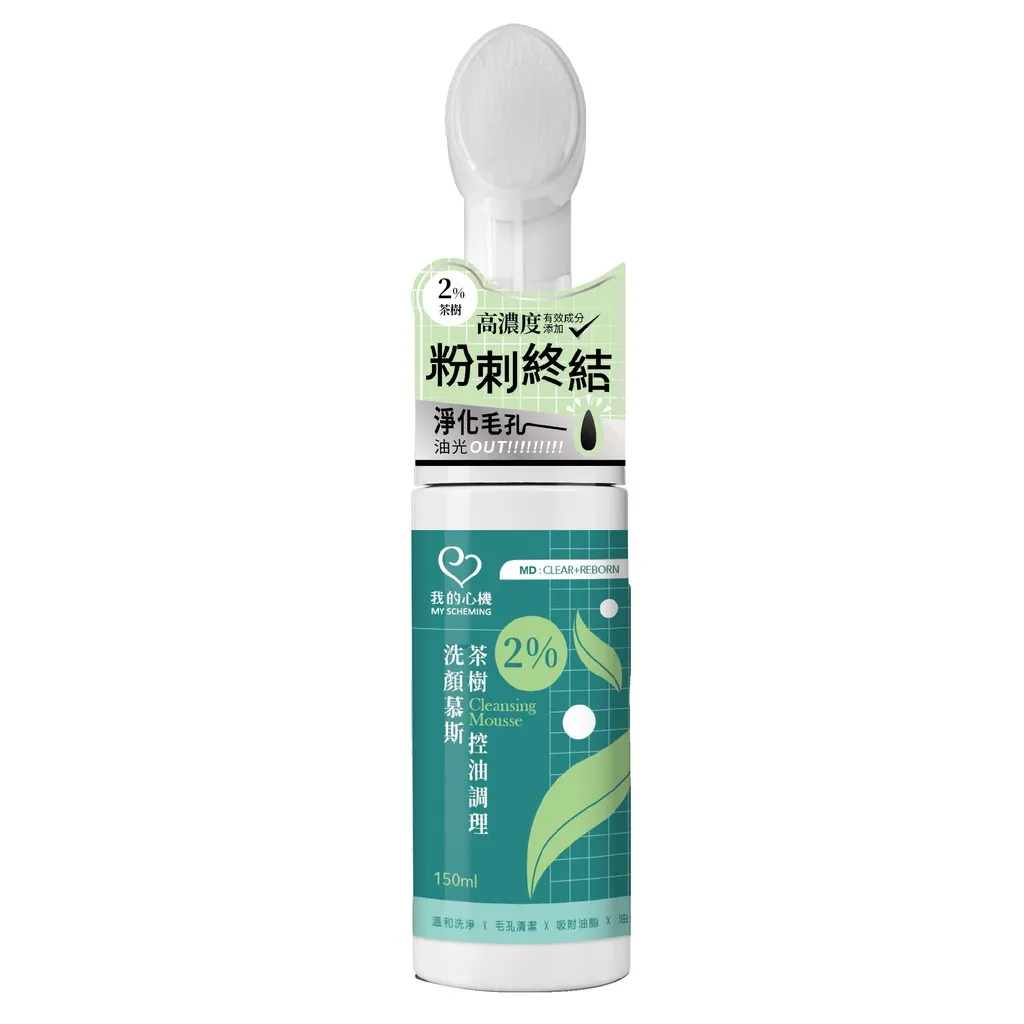 2%
茶樹
高濃度 有效成分
添加
粉刺終結
淨化毛孔
油光OUT!!!!!!!!!
我的心機
MY SCHEMING
MD : CLEAR+REBORN
2%
茶樹
Cleansing
Mousse
控油調理
洗顏慕斯
150ml
溫和洗淨 X 毛孔清潔 X 吸附油脂 X 油